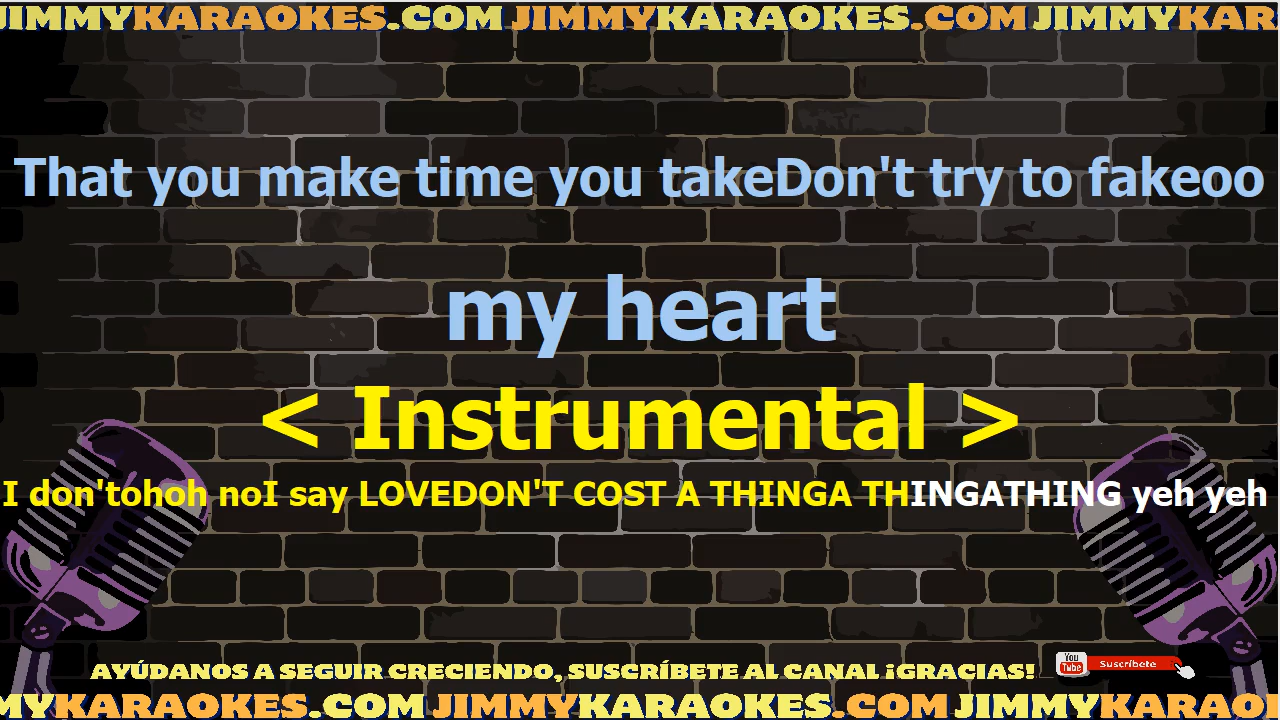 JIMMYKARAOKES.COM JIMMYKARAOKES.COM JIMMYKAR
That you make time you takeDon't try to fakeoo
my heart
< Instrumental >
I don'tohoh noI say LOVEDON'T COST A THINGA THINGATHING yeh yeh
AYÚDANOS A SEGUIR CRECIENDO, SUSCRÍBETE AL CANAL ¡GRACIAS!
You Tube Suscríbete
MYKARAOKES.COM JIMMYKARAOKES.COM JIMMYKARAO